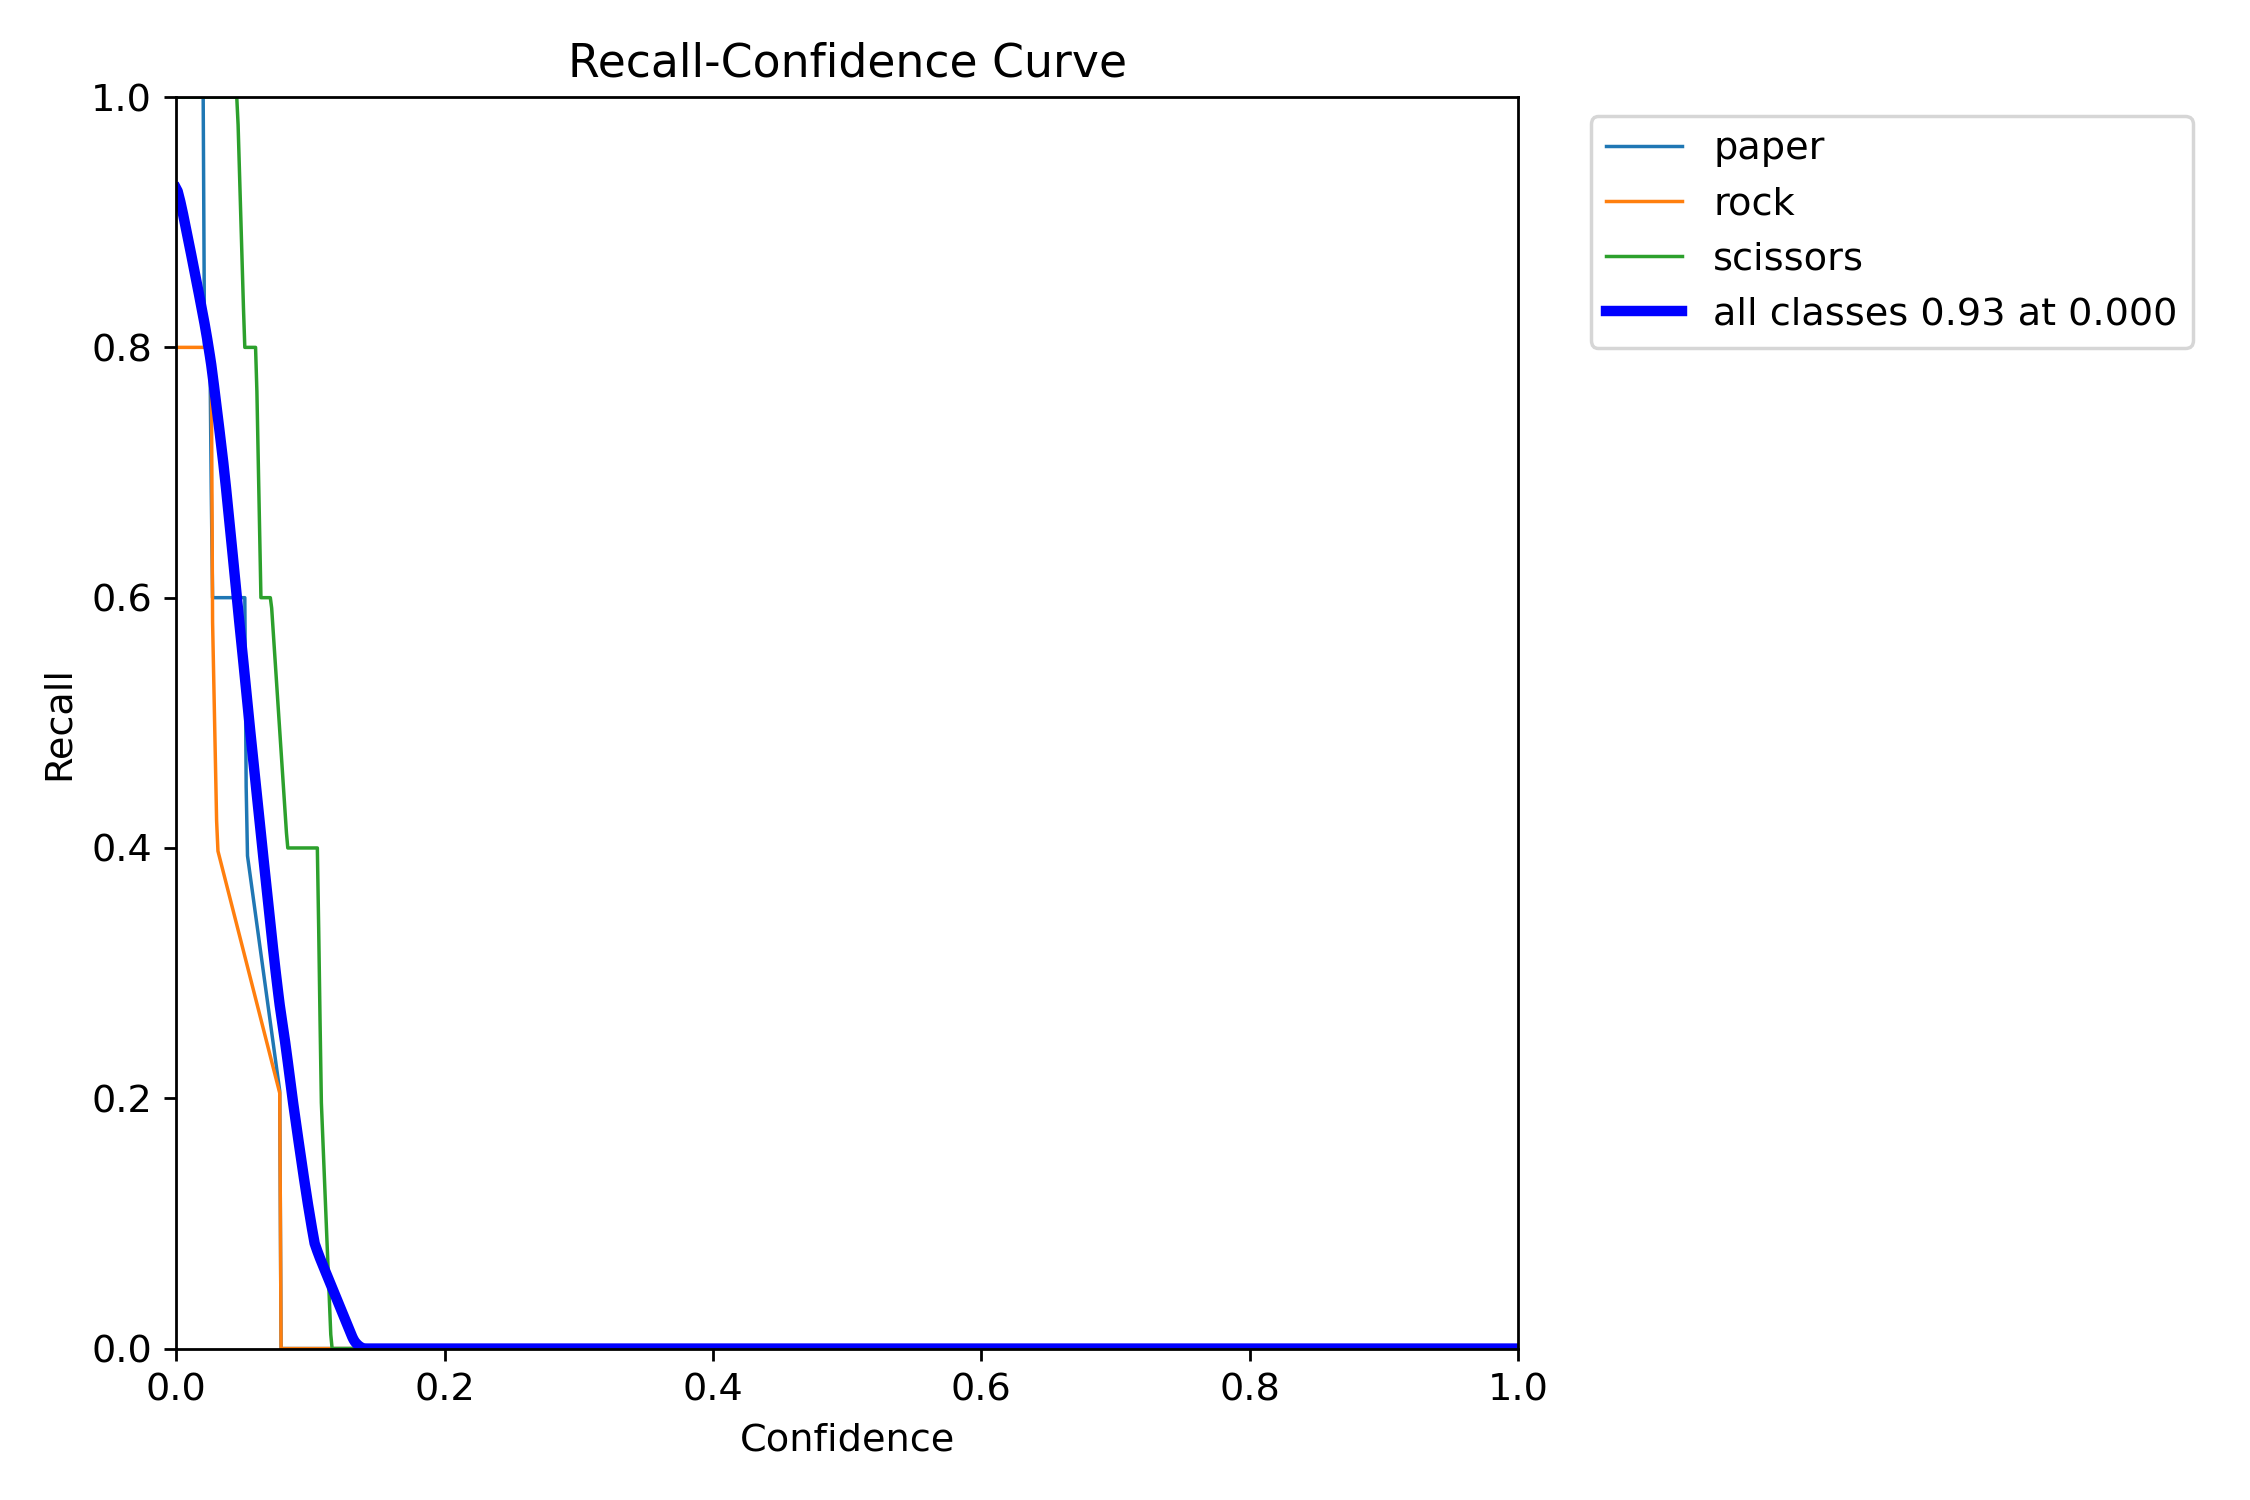 Recall-Confidence Curve
1.0
0.8
0.6
0.4
0.2
0.0
Recall
0.0 0.2 0.4 0.6 0.8 1.0
Confidence
paper
rock
scissors
all classes 0.93 at 0.000